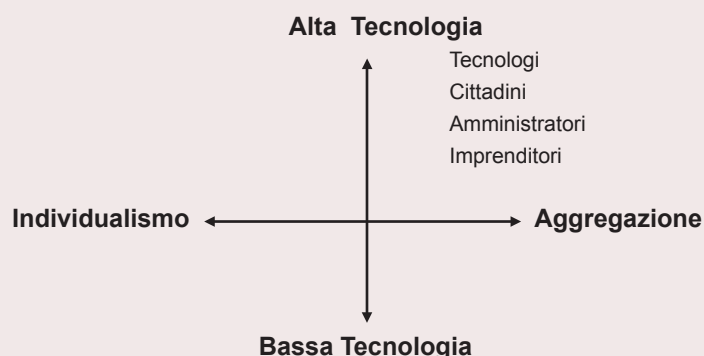 Alta Tecnologia
Tecnologi
Cittadini
Amministratori
Imprenditori
Individualismo
Aggregazione
Bassa Tecnologia